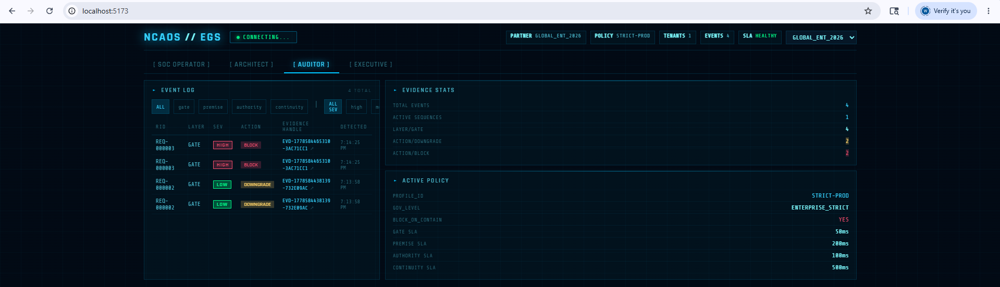 localhost:5173
Verify it's you
NCAOS // EGS
CONNECTING...
PARTNER GLOBAL_ENT_2026
POLICY STRICT-PROD
TENANTS 1
EVENTS 4
SLA HEALTHY
GLOBAL_ENT_2026
[ SOC OPERATOR ]
[ ARCHITECT ]
[ AUDITOR ]
[ EXECUTIVE ]
EVENT LOG
4 TOTAL
ALL
gate
premise
authority
continuity
|
ALL
SEV
high
RID
LAYER
SEV
ACTION
EVIDENCE
HANDLE
DETECTED
REQ-
000003
GATE
HIGH
BLOCK
EVD-1778584465310
-3AC71CC1 ↗
7:14:25
PM
REQ-
000003
GATE
HIGH
BLOCK
EVD-1778584465310
-3AC71CC1 ↗
7:14:25
PM
REQ-
000002
GATE
LOW
DOWNGRADE
EVD-1778584438139
-732E09AC ↗
7:13:58
PM
REQ-
000002
GATE
LOW
DOWNGRADE
EVD-1778584438139
-732E09AC ↗
7:13:58
PM
EVIDENCE STATS
TOTAL EVENTS 4
ACTIVE SEQUENCES 1
LAYER/GATE 4
ACTION/DOWNGRADE 2
ACTION/BLOCK 2
ACTIVE POLICY
PROFILE_ID STRICT-PROD
GOV_LEVEL ENTERPRISE_STRICT
BLOCK_ON_CONTAIN YES
GATE SLA 50ms
PREMISE SLA 200ms
AUTHORITY SLA 100ms
CONTINUITY SLA 500ms